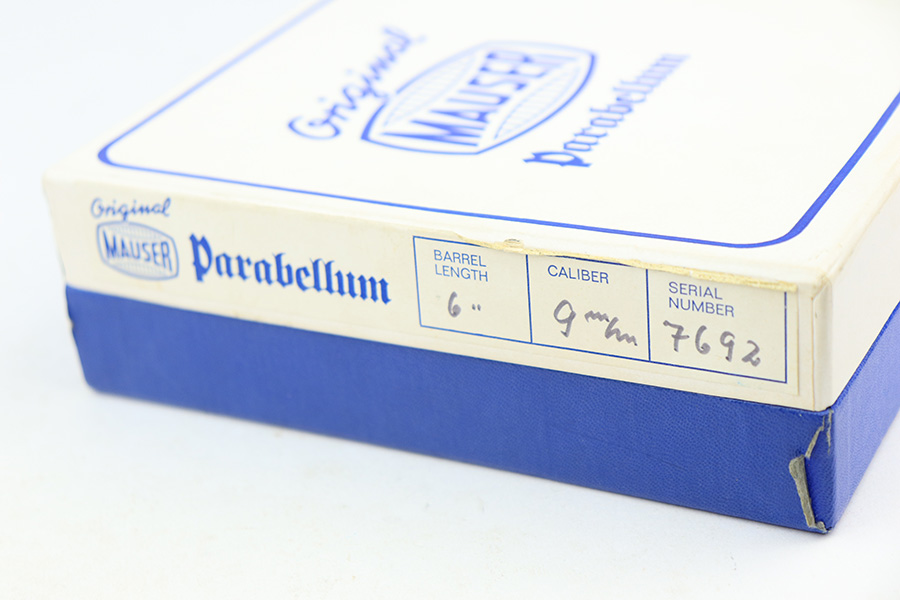 Original
MAUSER
Parabellum
Original
MAUSER
Parabellum
BARREL
LENGTH
6"
CALIBER
9 m/m
SERIAL
NUMBER
7692